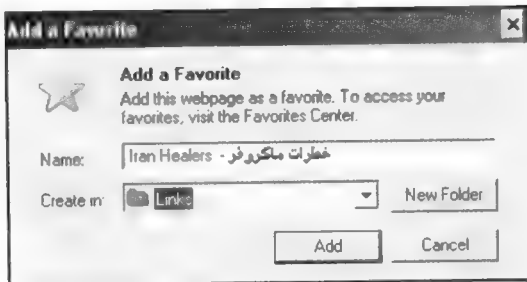 Add a Favorite
Add a Favorite
Add this webpage as a favorite. To access your
favorites, visit the Favorites Center.
Name: Iran Healers - خطرات ماكروفر
Create in: Links New Folder
Add Cancel